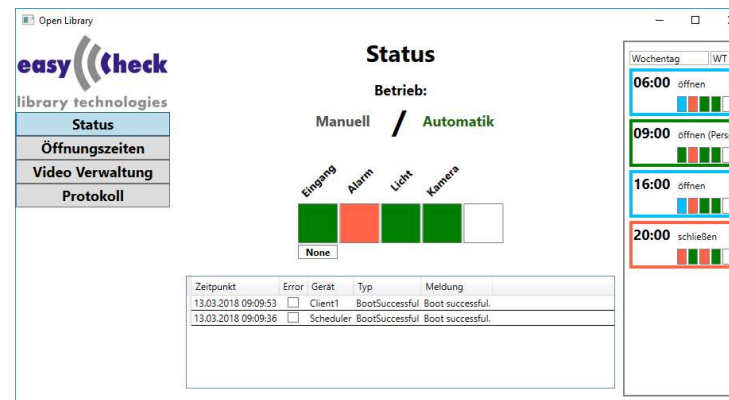 Open Library
easyCheck
library technologies
Status
Öffnungszeiten
Video Verwaltung
Protokoll
Status
Betrieb:
Manuell / Automatik
Eingang Alarm Licht Kamera
None
Zeitpunkt Error Gerät Typ Meldung
13.03.2018 09:09:53 Client1 BootSuccessful Boot successful.
13.03.2018 09:09:36 Scheduler BootSuccessful Boot successful.
Wochentag WT
06:00 öffnen
09:00 öffnen (Pers
16:00 öffnen
20:00 schließen